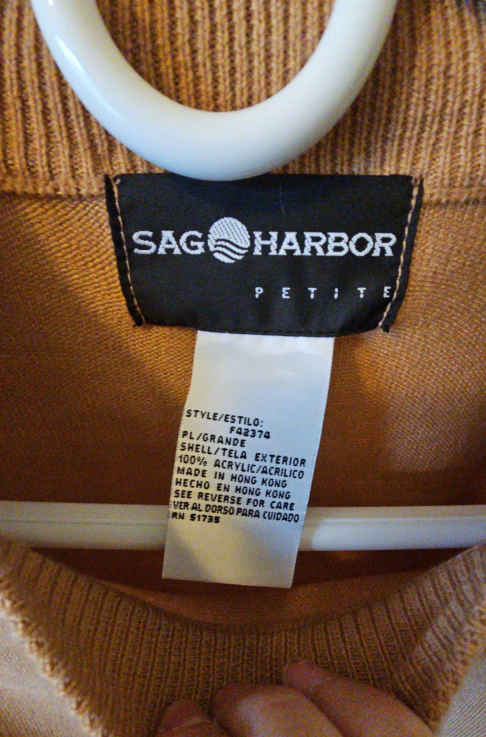 SAG HARBOR
PETITE
STYLE/ESTILO:
F42374
PL/GRANDE
SHELL/TELA EXTERIOR
100% ACRYLIC/ACRILICO
MADE IN HONG KONG
HECHO EN HONG KONG
SEE REVERSE FOR CARE
VER AL DORSO PARA CUIDADO
RN 51735